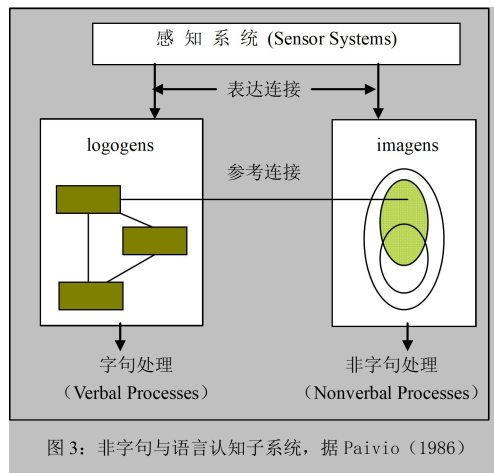 感 知 系 统 (Sensor Systems)
表达连接
logogens
imagens
参考连接
字句处理
（Verbal Processes）
非字句处理
（Nonverbal Processes）
图 3：非字句与语言认知子系统，据 Paivio（1986）